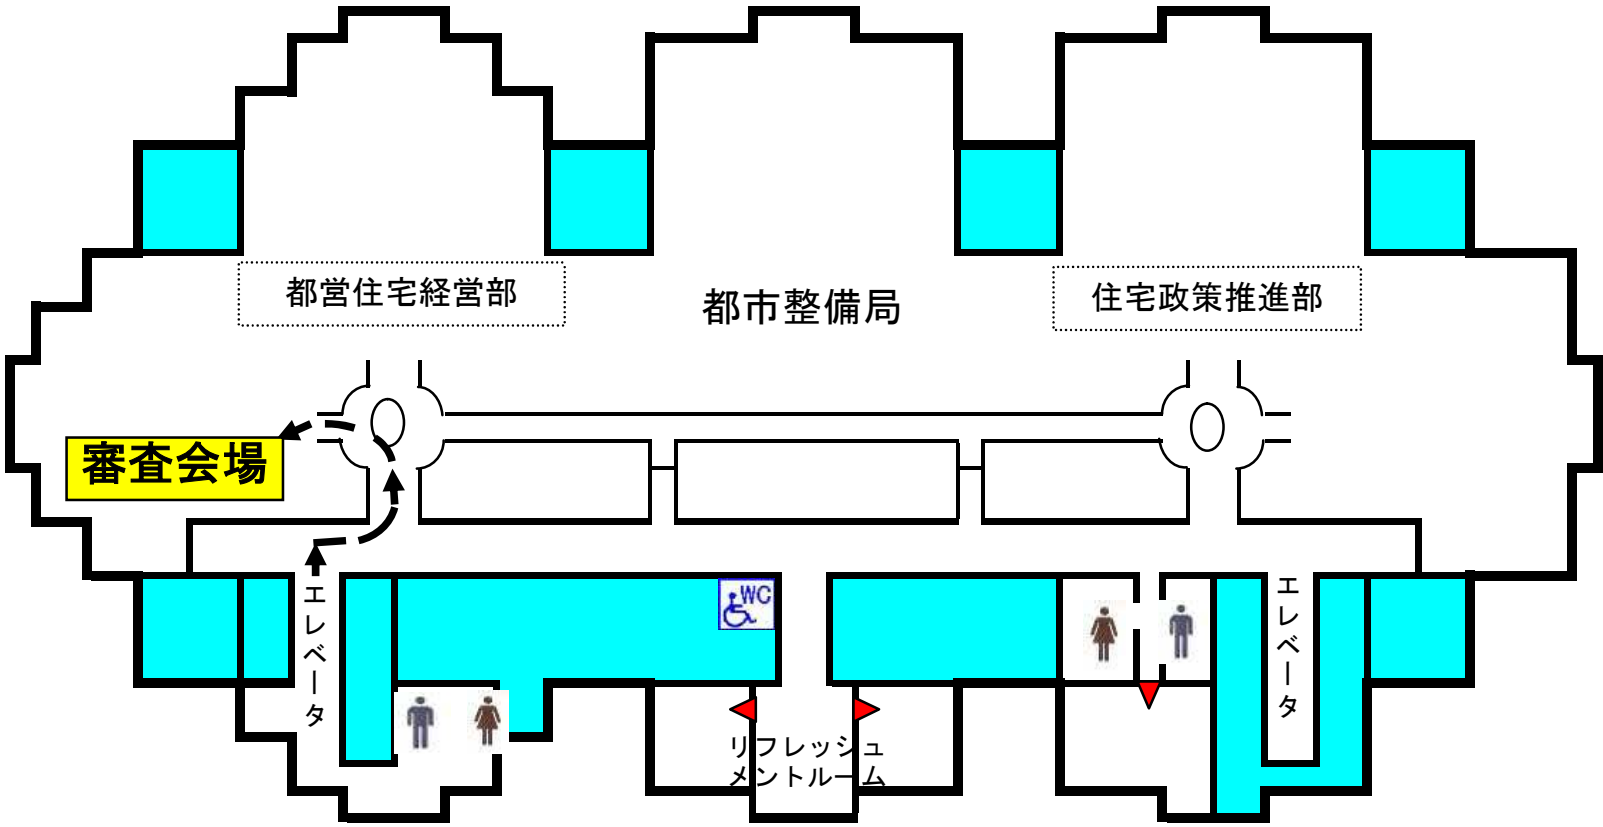 都営住宅経営部
都市整備局
住宅政策推進部
審査会場
WC
エレベータ
エレベータ
リフレッシュ
メントルーム